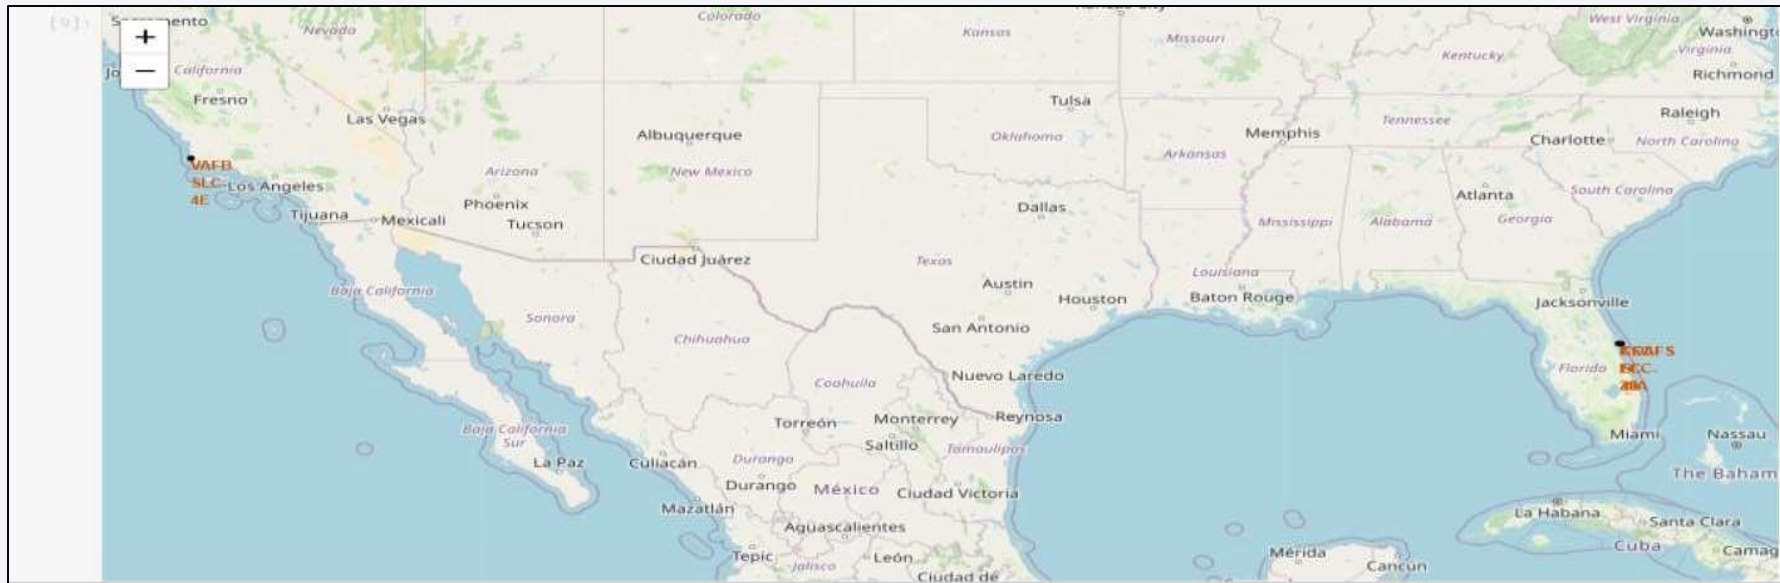 [9]:
+
−
Nevada
Colorado
Kansas
Missouri
West Virginia
Kentucky
Virginia
Richmond
California
Fresno
Las Vegas
Albuquerque
Tulsa
Oklahoma
Memphis
Tennessee
Raleigh
Charlotte
North Carolina
Arkansas
VAFB
SLC-
4E
Los Angeles
Arizona
New Mexico
Phoenix
Tijuana
Mexicali
Tucson
Dallas
Mississippi
Alabama
Atlanta
Georgia
South Carolina
Ciudad Juárez
Texas
Louisiana
Baja California
Sonora
Chihuahua
Austin
Houston
Baton Rouge
Jacksonville
San Antonio
Florida
Coahuila
Nuevo Laredo
Torreón
Monterrey
Reynosa
Saltillo
Tamaulipas
Baja California
Sur
La Paz
Culiacán
Durango
Durango
México
Ciudad Victoria
Mazatlán
Aguascalientes
Tepic
Jalisco
León
Ciudad de
Miami
Nassau
La Habana
Santa Clara
Cuba
Mérida
Cancún